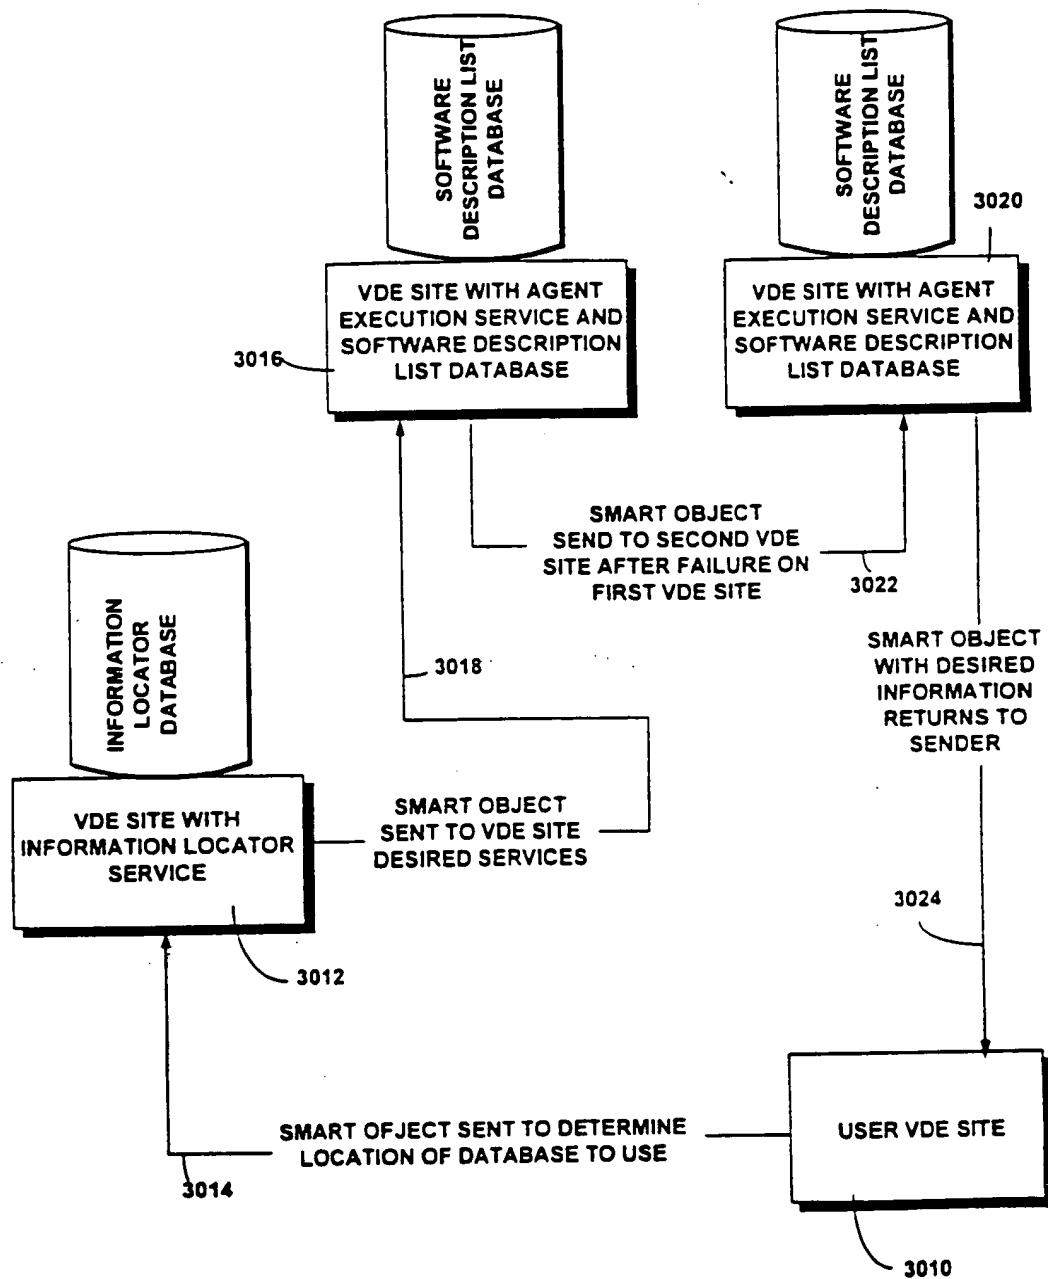 SOFTWARE
DESCRIPTION LIST
DATABASE
SOFTWARE
DESCRIPTION LIST
DATABASE
3020
VDE SITE WITH AGENT
EXECUTION SERVICE AND
SOFTWARE DESCRIPTION
LIST DATABASE
3016
VDE SITE WITH AGENT
EXECUTION SERVICE AND
SOFTWARE DESCRIPTION
LIST DATABASE
SMART OBJECT
SEND TO SECOND VDE
SITE AFTER FAILURE ON
FIRST VDE SITE
3022
INFORMATION
LOCATOR
DATABASE
3018
SMART OBJECT
WITH DESIRED
INFORMATION
RETURNS TO
SENDER
VDE SITE WITH
INFORMATION LOCATOR
SERVICE
SMART OBJECT
SENT TO VDE SITE
DESIRED SERVICES
3024
3012
SMART OFJECT SENT TO DETERMINE
LOCATION OF DATABASE TO USE
3014
USER VDE SITE
3010